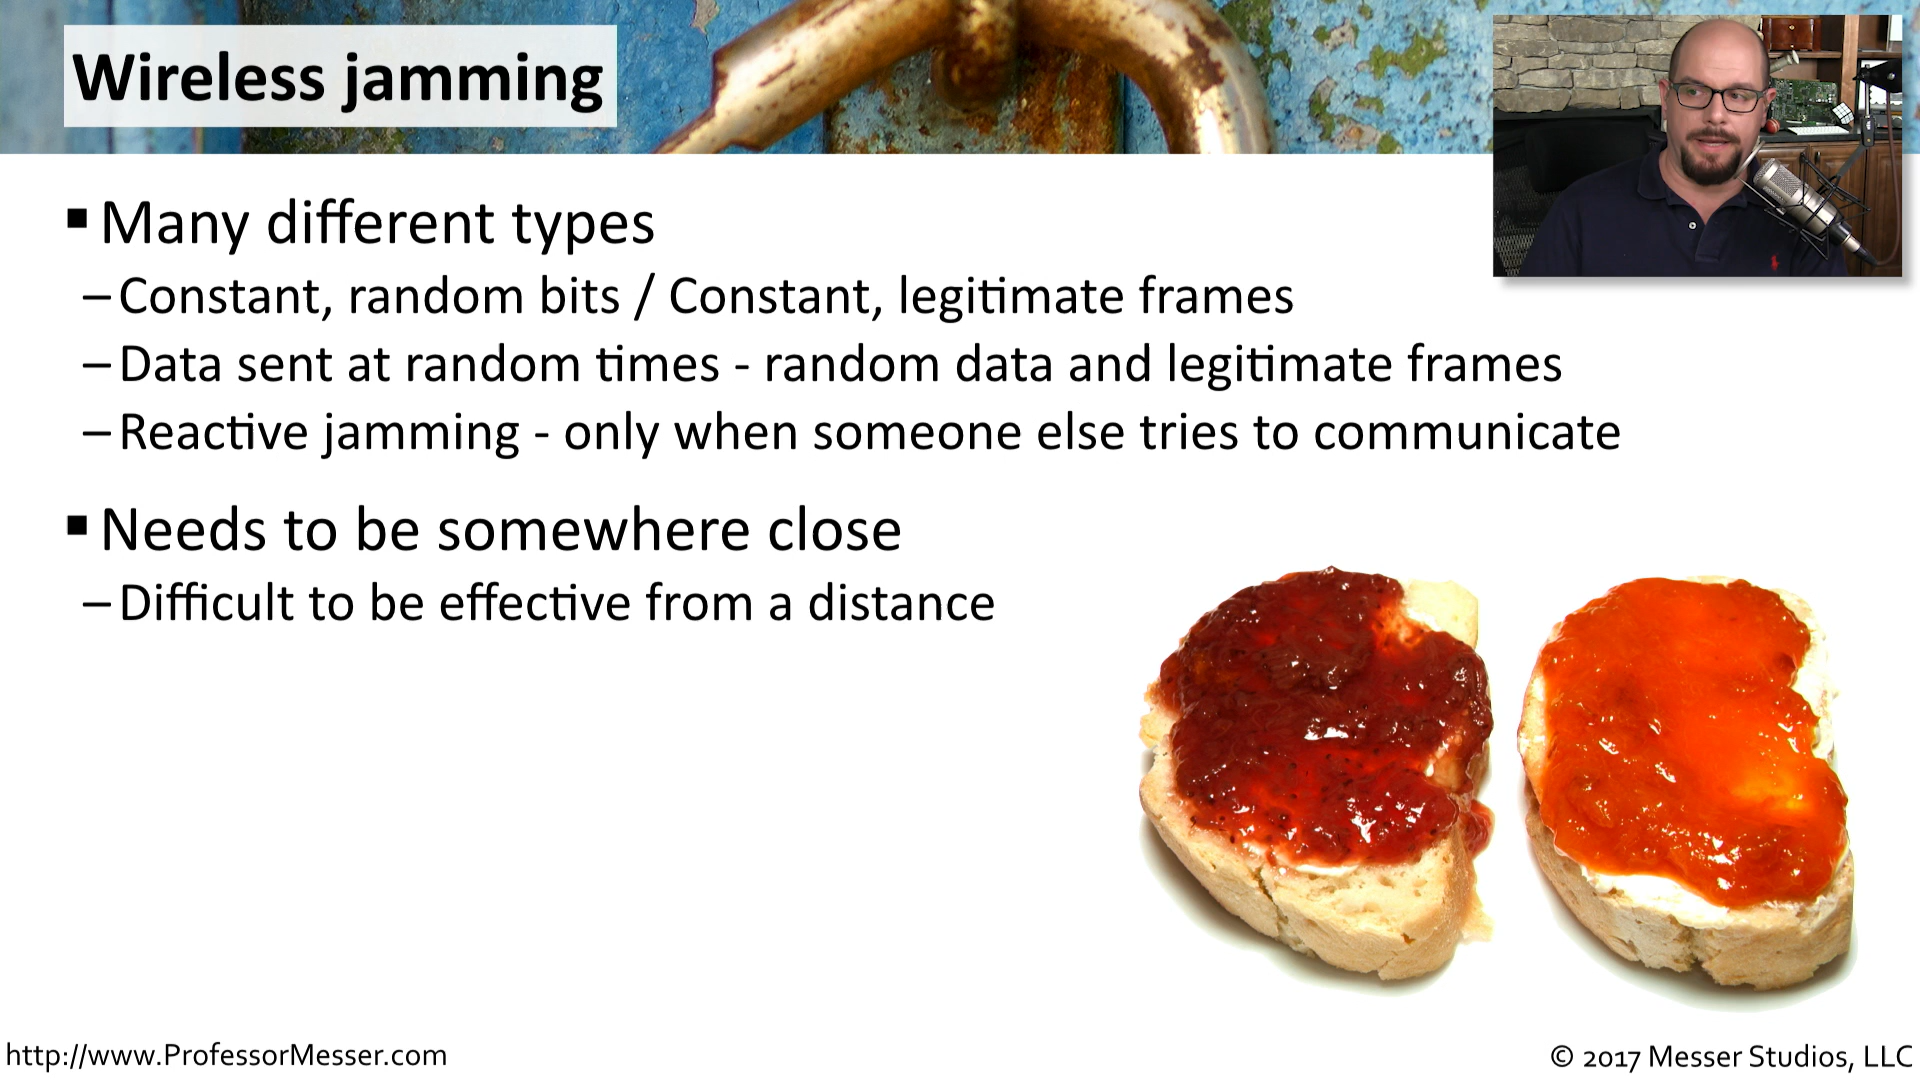 Wireless jamming
▪ Many different types
– Constant, random bits / Constant, legitimate frames
– Data sent at random times - random data and legitimate frames
– Reactive jamming - only when someone else tries to communicate
▪ Needs to be somewhere close
– Difficult to be effective from a distance
http://www.ProfessorMesser.com
© 2017 Messer Studios, LLC